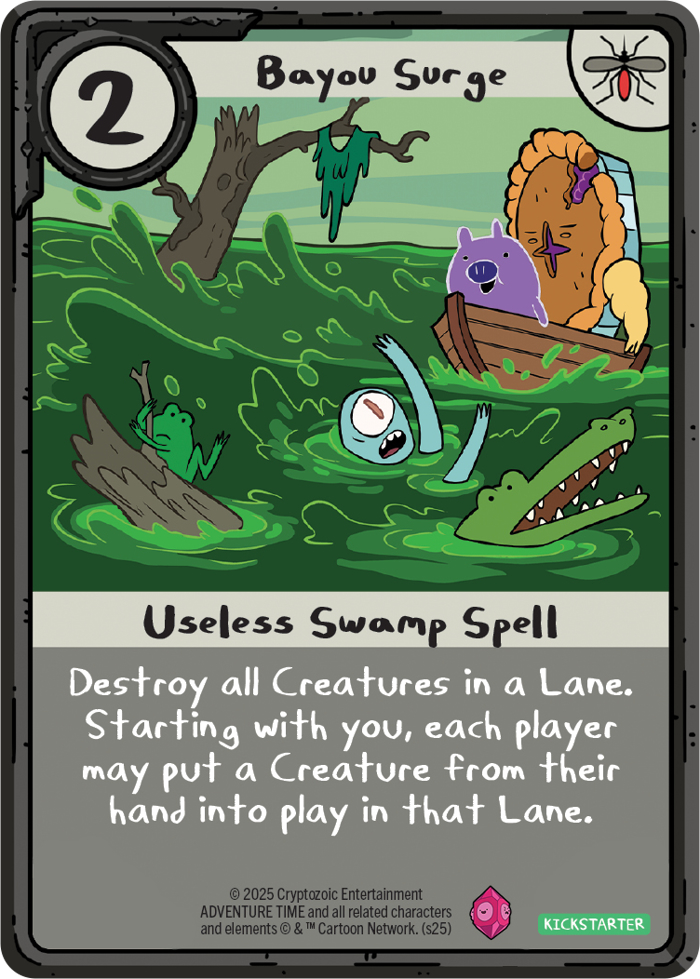 2
Bayou Surge
Useless Swamp Spell
Destroy all Creatures in a Lane.
Starting with you, each player
may put a Creature from their
hand into play in that Lane.
© 2025 Cryptozoic Entertainment
ADVENTURE TIME and all related characters
and elements © & ™ Cartoon Network. (s25)
KICKSTARTER